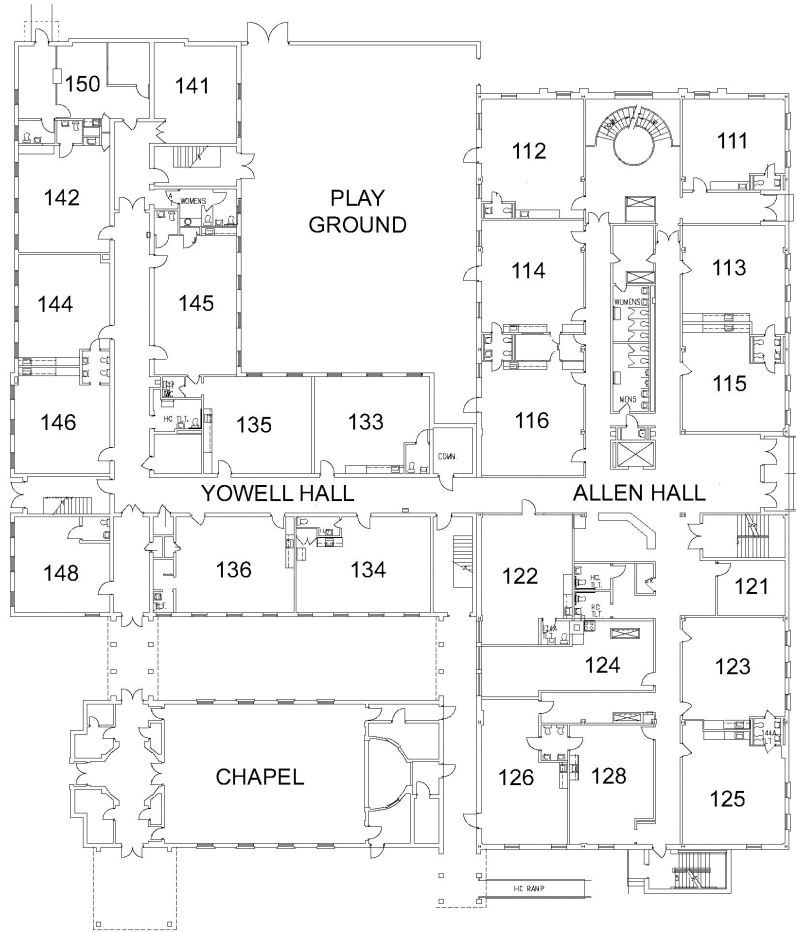 150
141
112
111
142
WOMENS
PLAY
GROUND
144
145
114
113
WOMENS
115
146
HC TLT.
135
133
116
MENS
COMM.
YOWELL HALL
ALLEN HALL
148
136
134
122
HC.
TLT.
121
HC
TLT.
124
123
144A
TLT.
CHAPEL
126
128
125
HC RAMP